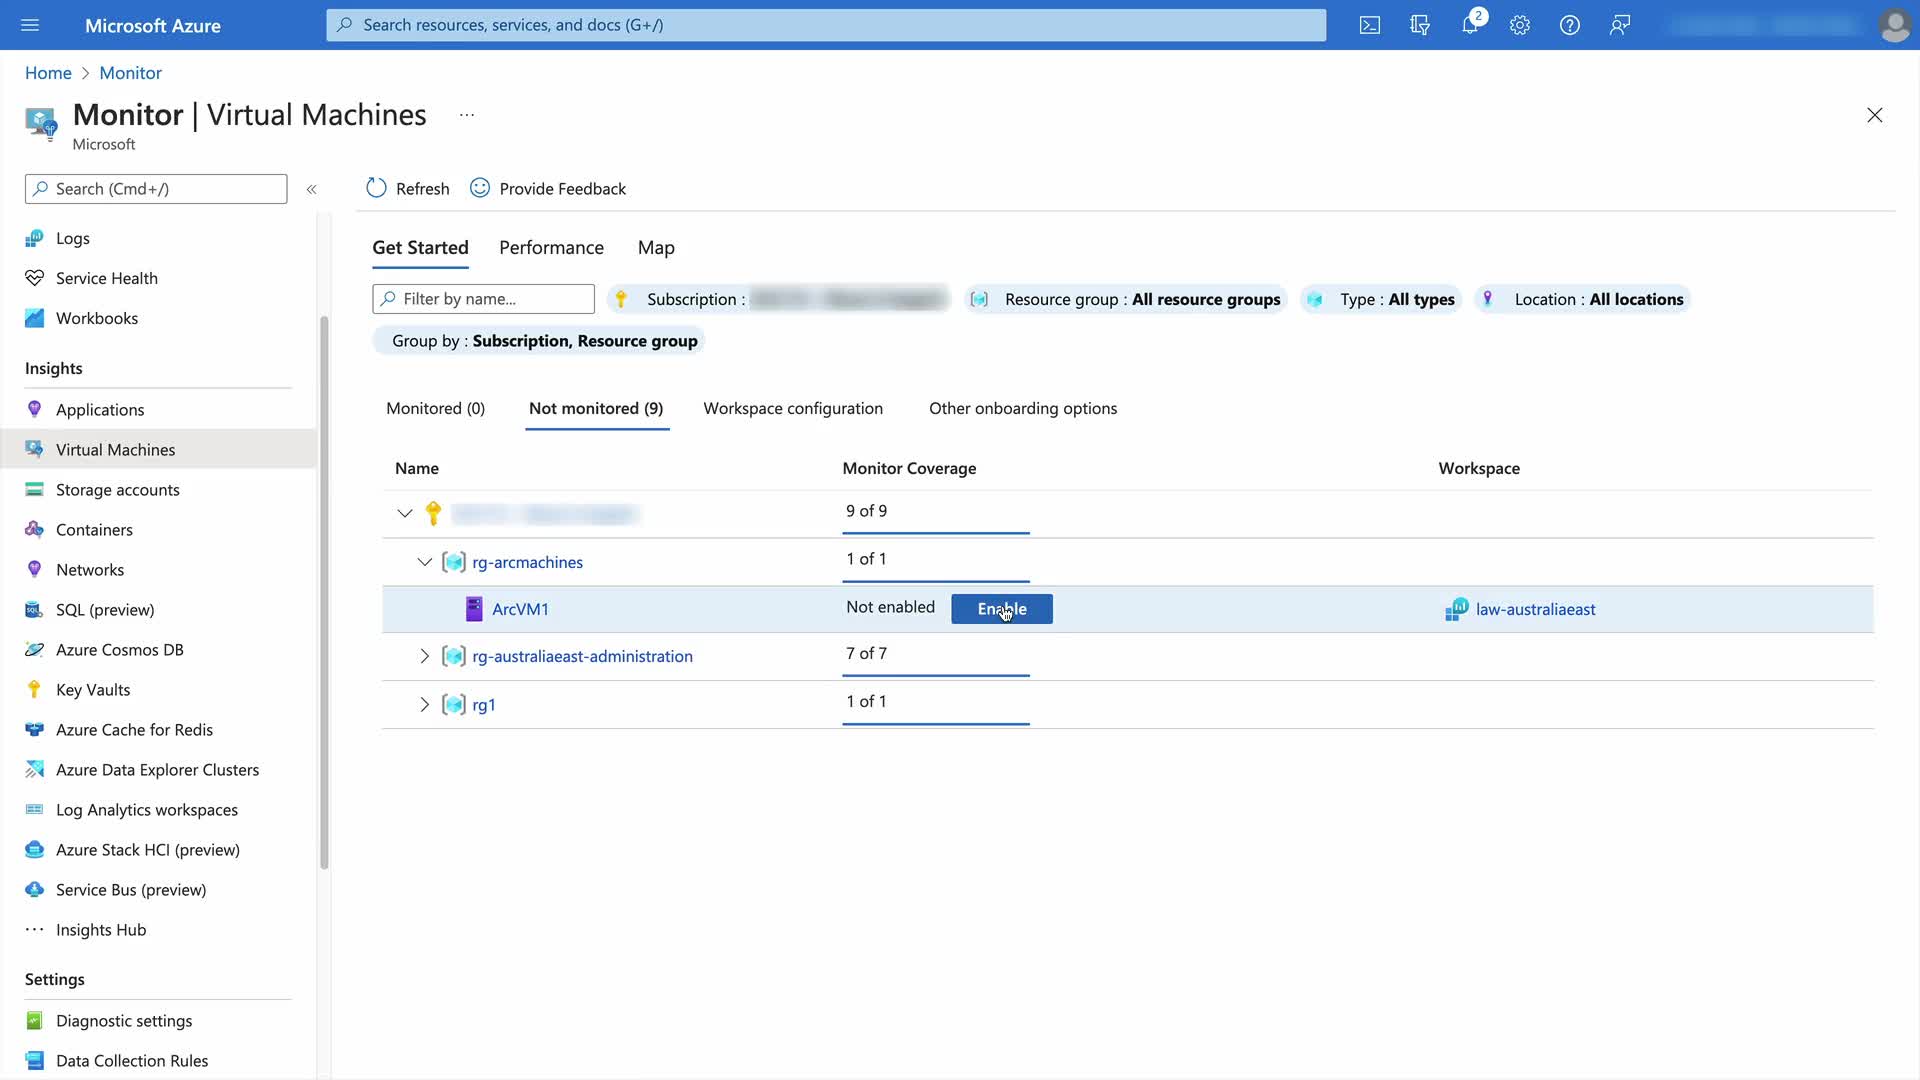 Microsoft Azure
Search resources, services, and docs (G+/)
2
Home > Monitor
Monitor | Virtual Machines ...
Microsoft
Search (Cmd+/)
«
Refresh
Provide Feedback
Logs
Service Health
Workbooks
Insights
Applications
Virtual Machines
Storage accounts
Containers
Networks
SQL (preview)
Azure Cosmos DB
Key Vaults
Azure Cache for Redis
Azure Data Explorer Clusters
Log Analytics workspaces
Azure Stack HCI (preview)
Service Bus (preview)
Insights Hub
Settings
Diagnostic settings
Data Collection Rules
Get Started Performance Map
Filter by name...
Subscription :
Resource group : All resource groups
Type : All types
Location : All locations
Group by : Subscription, Resource group
Monitored (0) Not monitored (9) Workspace configuration Other onboarding options
Name Monitor Coverage Workspace
9 of 9
rg-arcmachines 1 of 1
ArcVM1 Not enabled Enable law-australiaeast
rg-australiaeast-administration 7 of 7
rg1 1 of 1